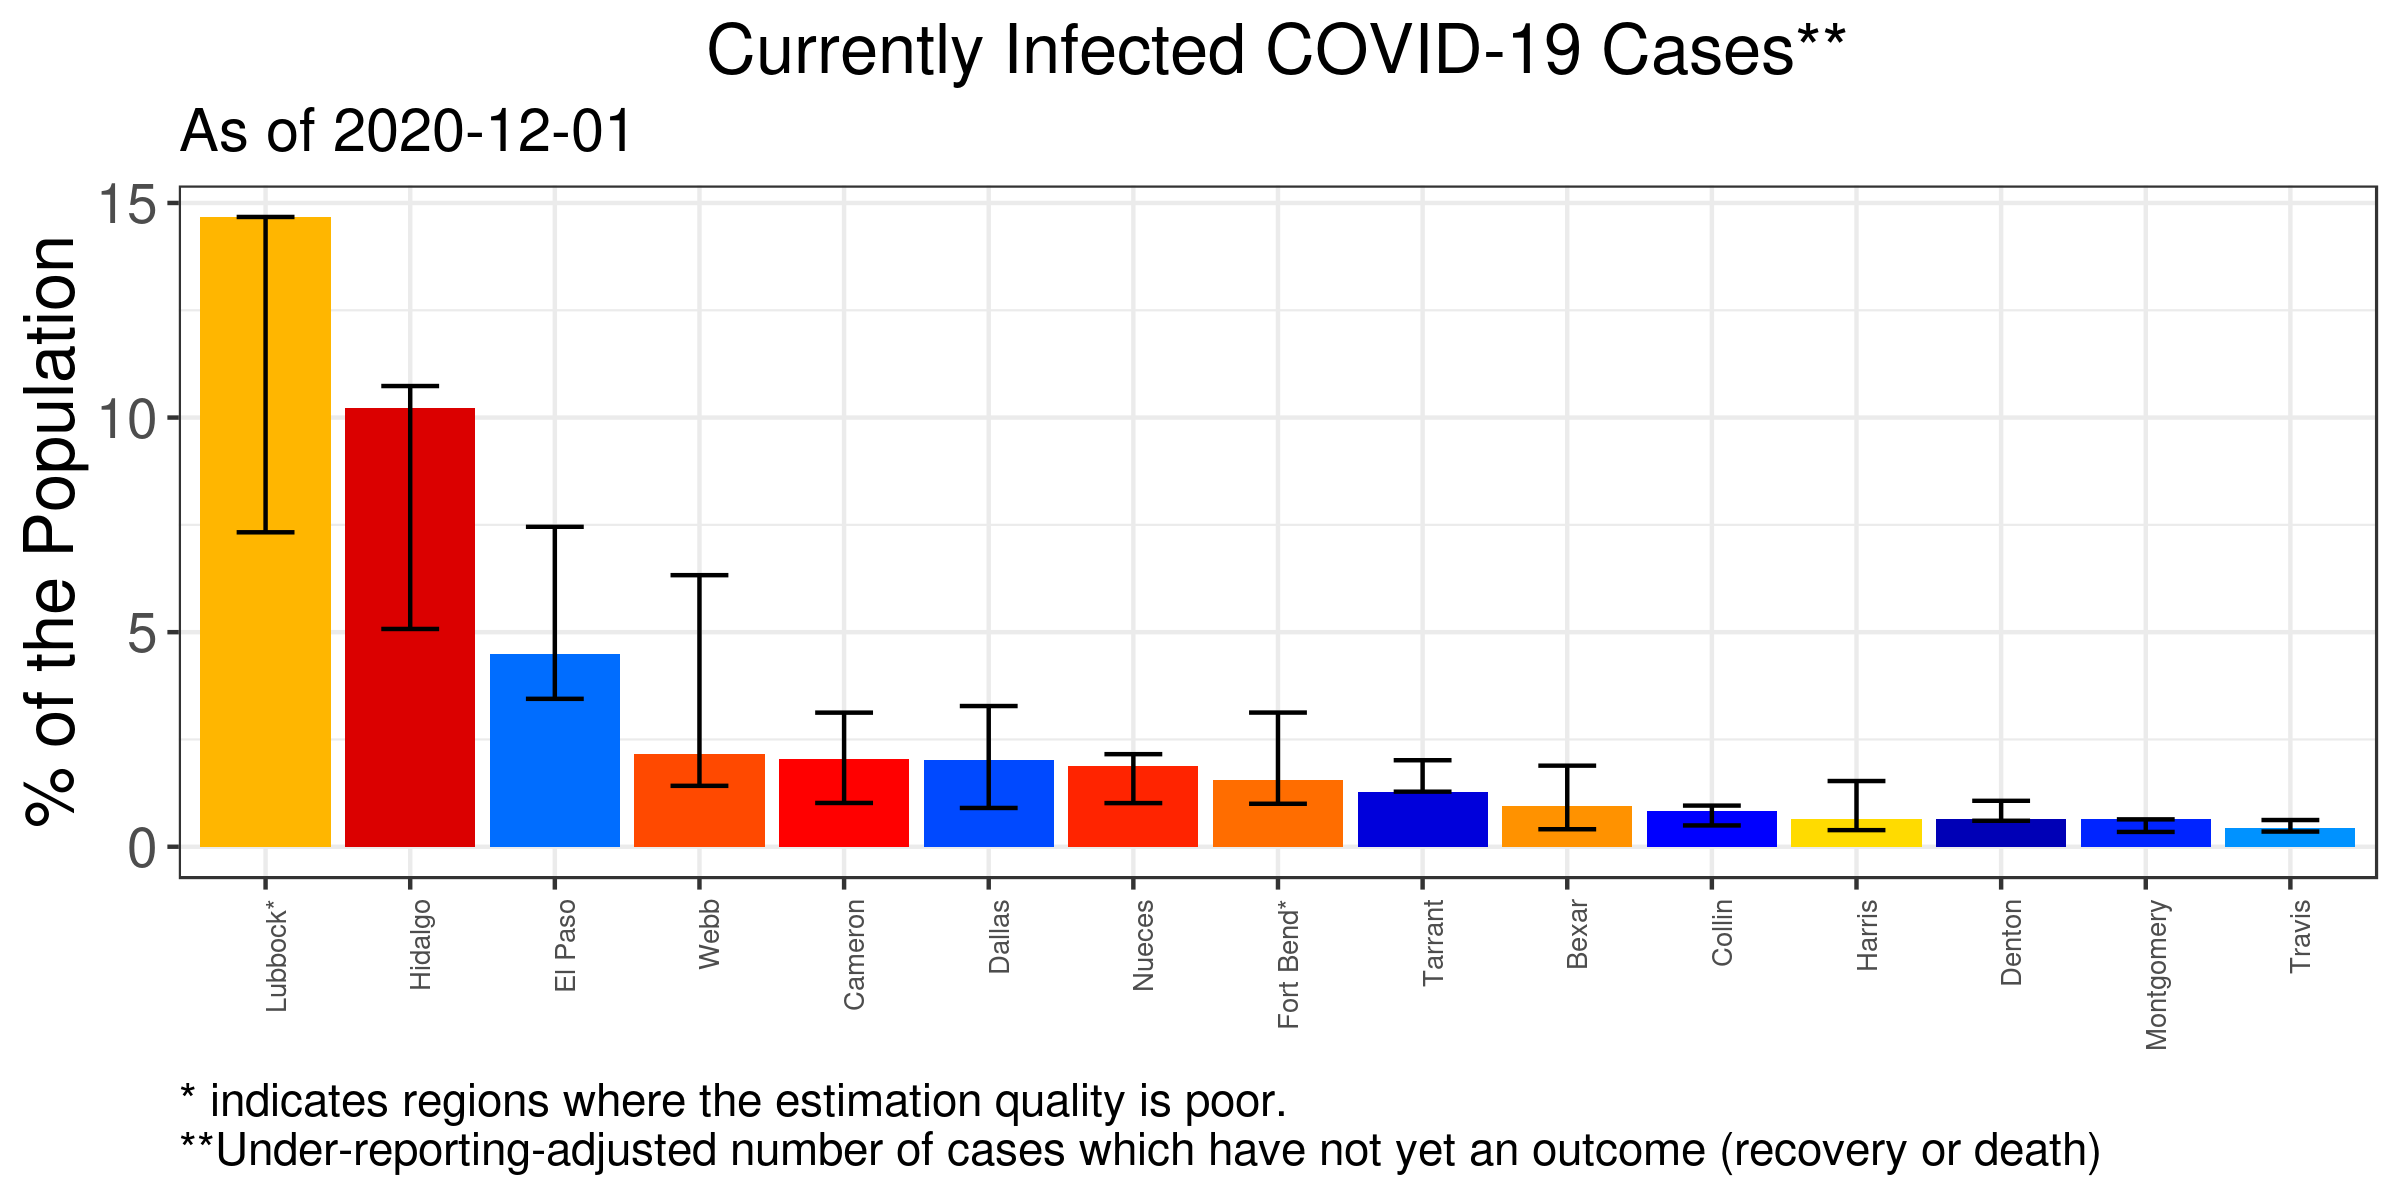 Currently Infected COVID-19 Cases**
As of 2020-12-01
% of the Population
15
10
5
0
Lubbock*
Hidalgo
El Paso
Webb
Cameron
Dallas
Nueces
Fort Bend*
Tarrant
Bexar
Collin
Harris
Denton
Montgomery
Travis
* indicates regions where the estimation quality is poor.
**Under-reporting-adjusted number of cases which have not yet an outcome (recovery or death)